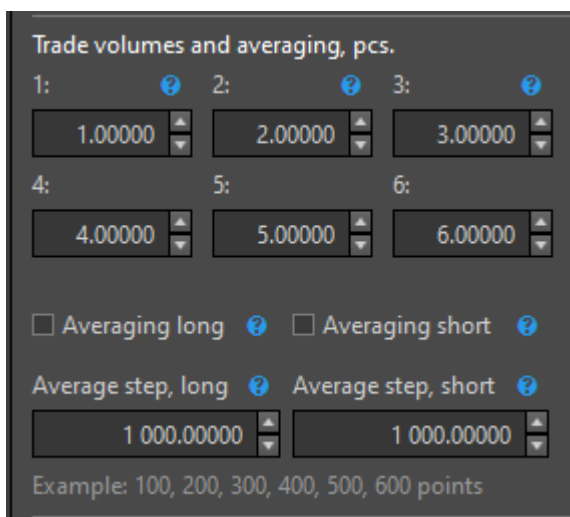 Trade volumes and averaging, pcs.
1: ? 2: ? 3: ?
1.00000 2.00000 3.00000
4: 5: 6:
4.00000 5.00000 6.00000
Averaging long ? Averaging short ?
Average step, long ? Average step, short ?
1 000.00000 1 000.00000
Example: 100, 200, 300, 400, 500, 600 points